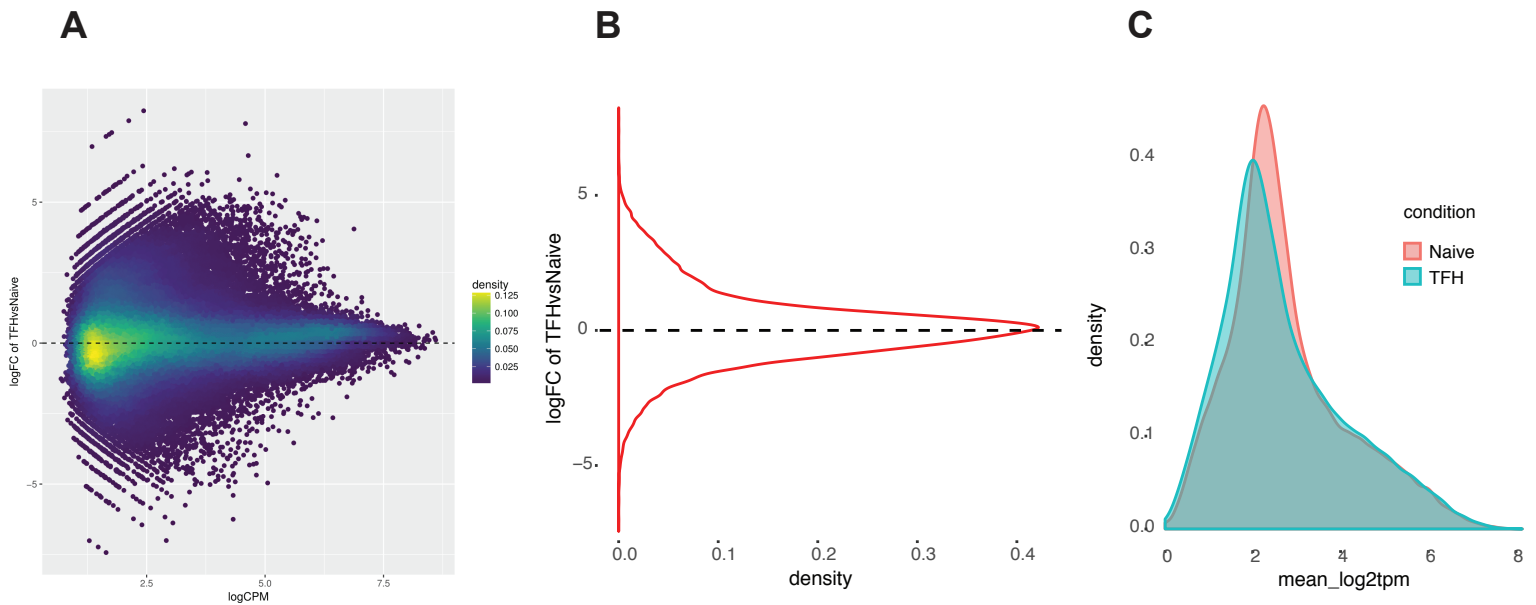 A
B
C
logFC of TFHvsNaive
5
0
−5
2.5
5.0
7.5
logCPM
density
0.125
0.100
0.075
0.050
0.025
logFC of TFHvsNaive
5
0
−5
0.0
0.1
0.2
0.3
0.4
density
density
0.4
0.3
0.2
0.1
0.0
0
2
4
6
8
mean_log2tpm
condition
Naive
TFH